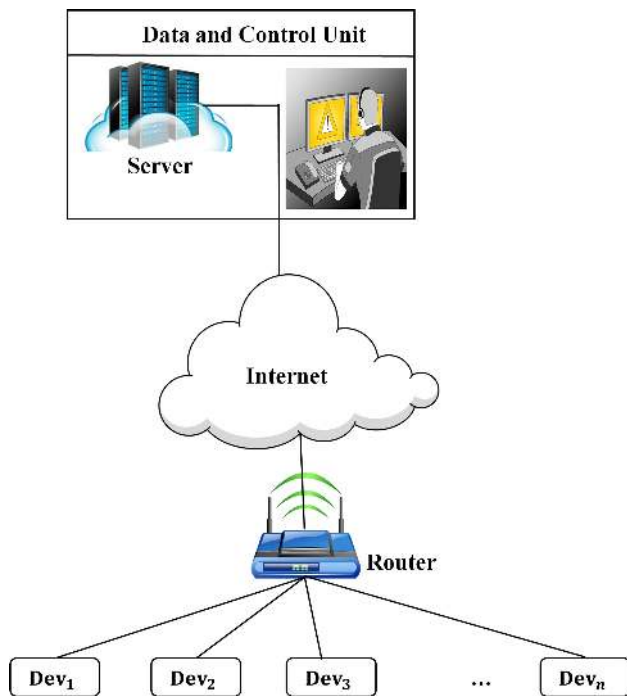 Data and Control Unit
Server
Internet
Router
Dev₁ Dev₂ Dev₃ ... Devₙ